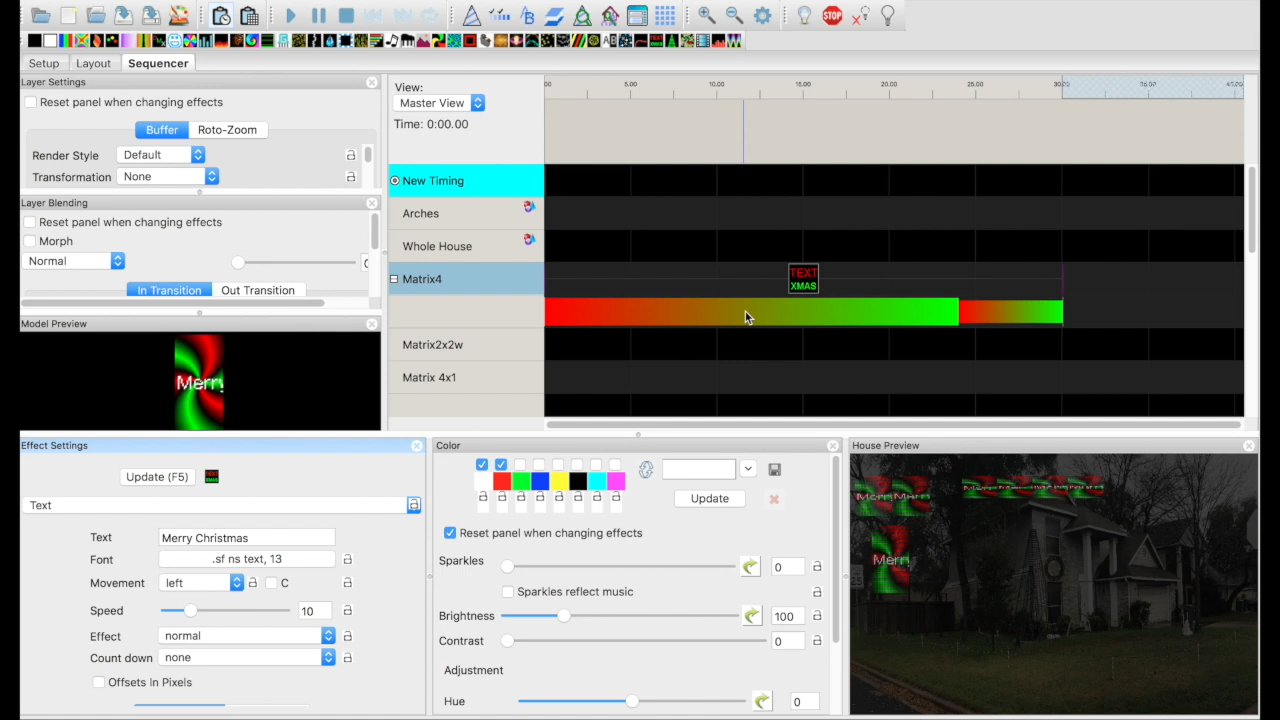 Setup Layout Sequencer
Layer Settings
Reset panel when changing effects
Buffer Roto-Zoom
Render Style Default
Transformation None
Layer Blending
Reset panel when changing effects
Morph
Normal
In Transition Out Transition
Model Preview
Merry
View:
Master View
Time: 0:00.00
5.00 10.00 15.00 20.00 25.00
New Timing
Arches
Whole House
Matrix4
TEXT
XMAS
Matrix2x2w
Matrix 4x1
Effect Settings
Update (F5)
Text
Text Merry Christmas
Font .sf ns text, 13
Movement left C
Speed 10
Effect normal
Count down none
Offsets In Pixels
Color
Update
Reset panel when changing effects
Sparkles 0
Sparkles reflect music
Brightness 100
Contrast 0
Adjustment
Hue 0
House Preview